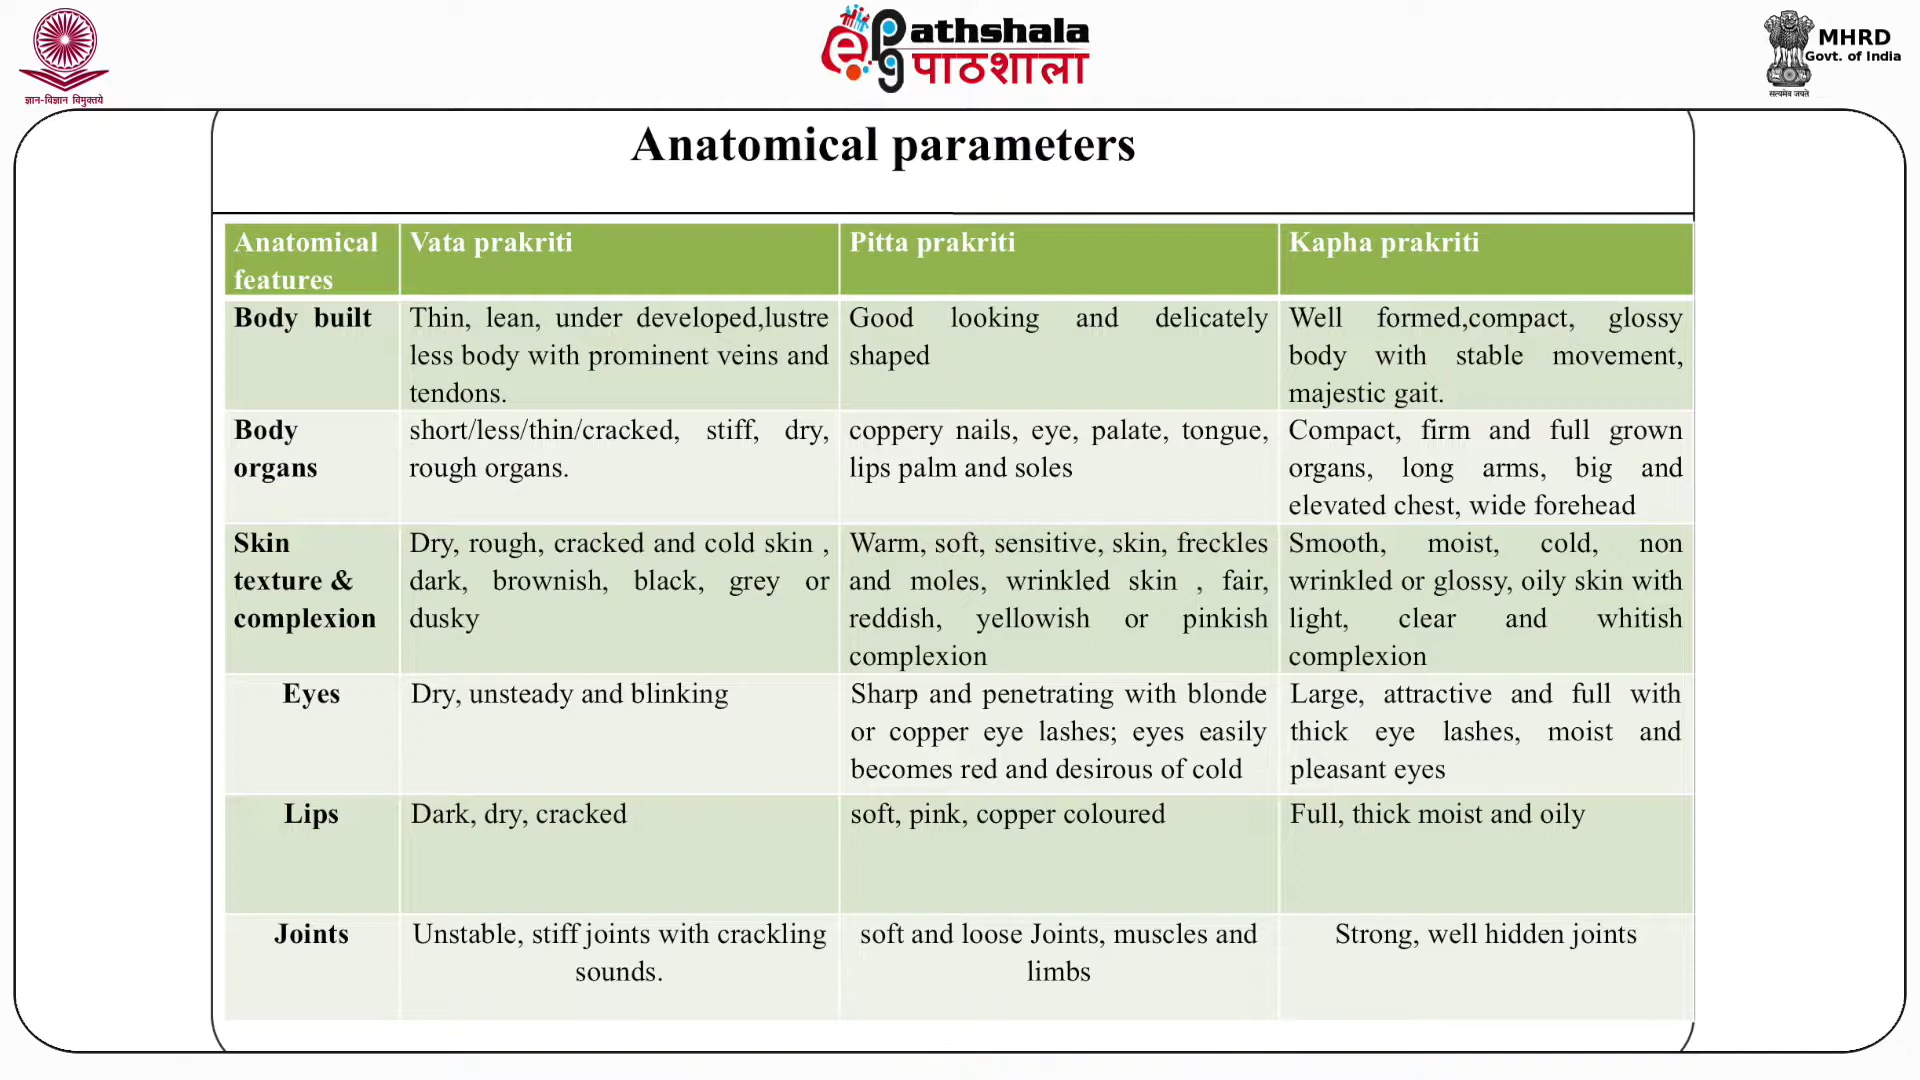 ज्ञान-विज्ञान विमुक्तये
ePathshala
पाठशाला
MHRD
Govt. of India
सत्यमेव जयते
Anatomical parameters
Anatomical features
Vata prakriti
Pitta prakriti
Kapha prakriti
Body built
Thin, lean, under developed,lustre
less body with prominent veins and
tendons.
Good looking and delicately
shaped
Well formed,compact, glossy
body with stable movement,
majestic gait.
Body
organs
short/less/thin/cracked, stiff, dry,
rough organs.
coppery nails, eye, palate, tongue,
lips palm and soles
Compact, firm and full grown
organs, long arms, big and
elevated chest, wide forehead
Skin
texture &
complexion
Dry, rough, cracked and cold skin ,
dark, brownish, black, grey or
dusky
Warm, soft, sensitive, skin, freckles
and moles, wrinkled skin , fair,
reddish, yellowish or pinkish
complexion
Smooth, moist, cold, non
wrinkled or glossy, oily skin with
light, clear and whitish
complexion
Eyes
Dry, unsteady and blinking
Sharp and penetrating with blonde
or copper eye lashes; eyes easily
becomes red and desirous of cold
Large, attractive and full with
thick eye lashes, moist and
pleasant eyes
Lips
Dark, dry, cracked
soft, pink, copper coloured
Full, thick moist and oily
Joints
Unstable, stiff joints with crackling
sounds.
soft and loose Joints, muscles and
limbs
Strong, well hidden joints